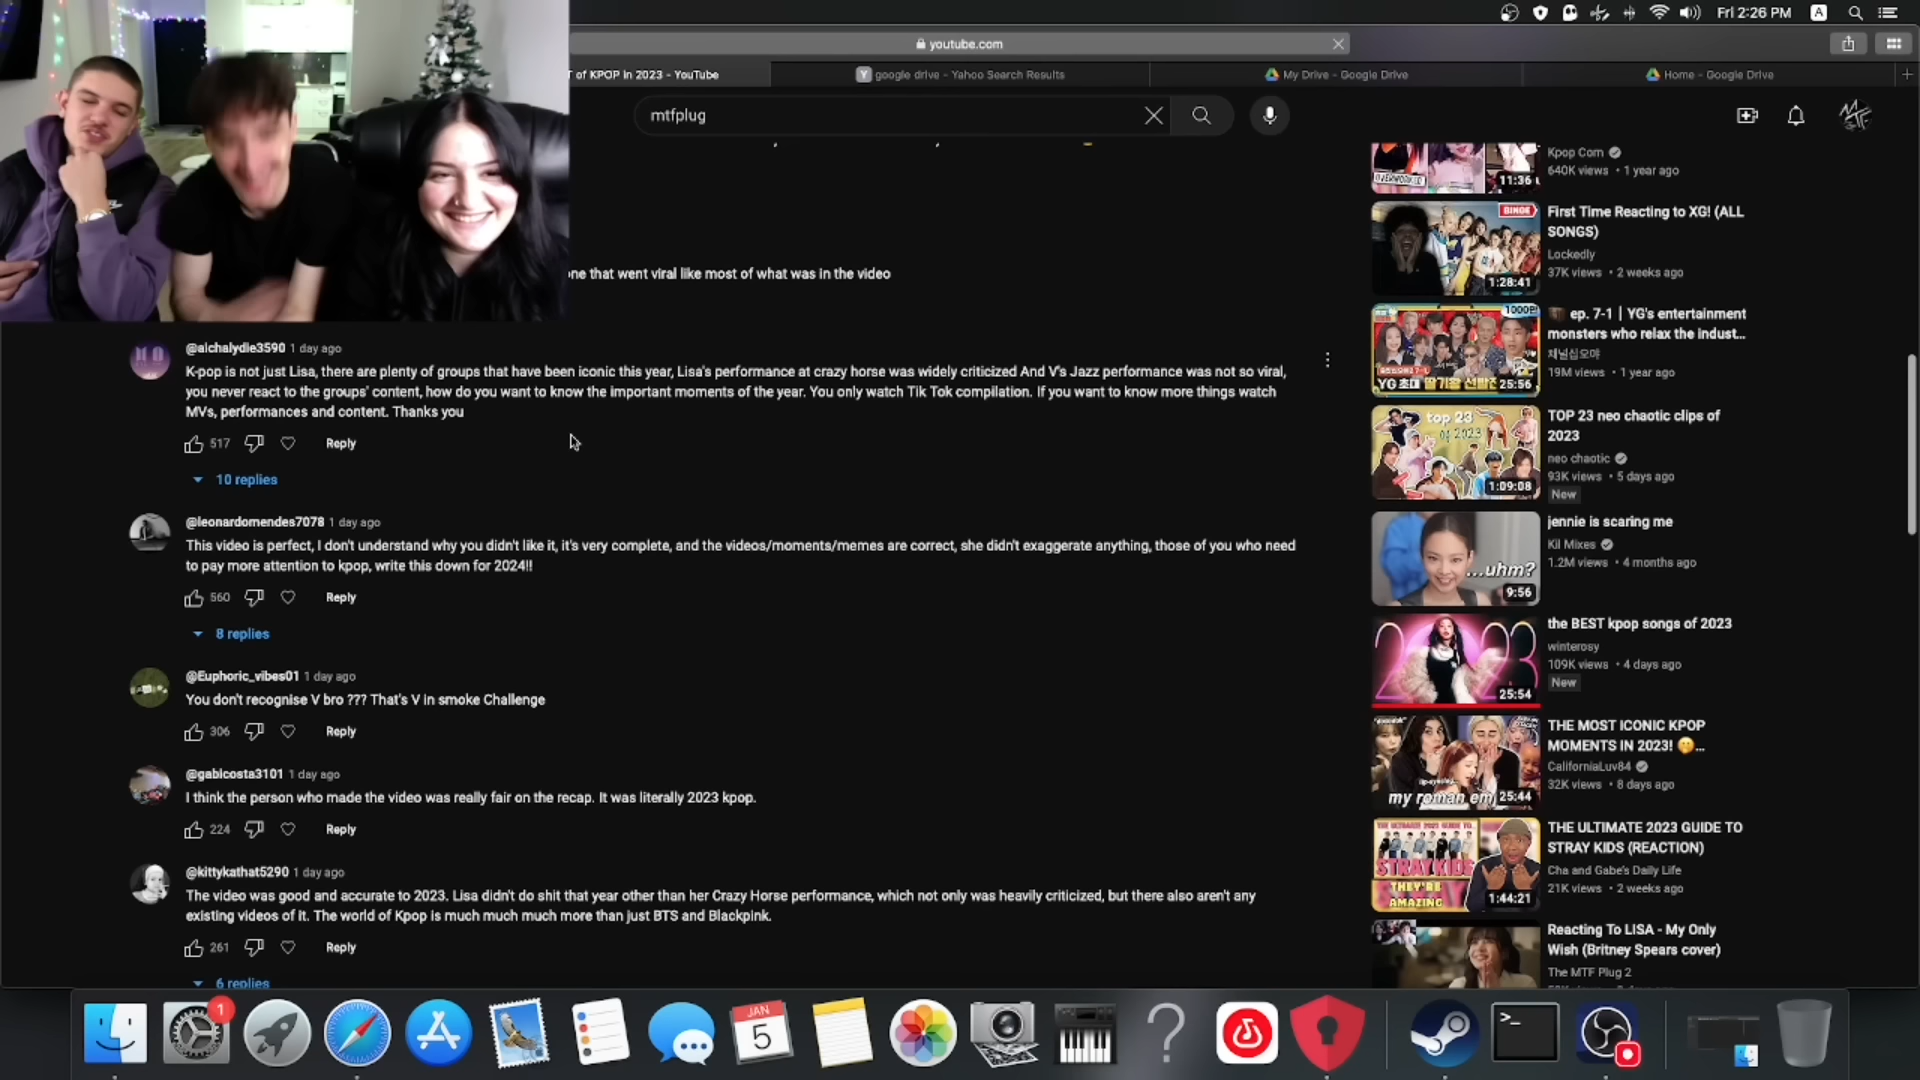 Fri 2:26 PM
A
youtube.com
T of KPOP in 2023 - YouTube
Y google drive - Yahoo Search Results
My Drive - Google Drive
Home - Google Drive
mtfplug
one that went viral like most of what was in the video
@aichalydie3590 1 day ago
K-pop is not just Lisa, there are plenty of groups that have been iconic this year, Lisa's performance at crazy horse was widely criticized And V's Jazz performance was not so viral,
you never react to the groups' content, how do you want to know the important moments of the year. You only watch Tik Tok compilation. If you want to know more things watch
MVs, performances and content. Thanks you
517 Reply
10 replies
@leonardomendes7078 1 day ago
This video is perfect, I don't understand why you didn't like it, it's very complete, and the videos/moments/memes are correct, she didn't exaggerate anything, those of you who need
to pay more attention to kpop, write this down for 2024!!
560 Reply
8 replies
@Euphoric_vibes01 1 day ago
You don't recognise V bro ??? That's V in smoke Challenge
306 Reply
@gabicosta3101 1 day ago
I think the person who made the video was really fair on the recap. It was literally 2023 kpop.
224 Reply
@kittykathat5290 1 day ago
The video was good and accurate to 2023. Lisa didn't do shit that year other than her Crazy Horse performance, which not only was heavily criticized, but there also aren't any
existing videos of it. The world of Kpop is much much much more than just BTS and Blackpink.
261 Reply
6 replies
OVERWORKED
11:36
Kpop Corn
640K views • 1 year ago
BINGE
1:28:41
First Time Reacting to XG! (ALL
SONGS)
Lockedly
37K views • 2 weeks ago
25:56
ep. 7-1 | YG's entertainment
monsters who relax the indust...
채널십오야
19M views • 1 year ago
top 23
of 2023
1:09:08
TOP 23 neo chaotic clips of
2023
neo chaotic
93K views • 5 days ago
New
...uhm?
9:56
jennie is scaring me
Kil Mixes
1.2M views • 4 months ago
2023
25:54
the BEST kpop songs of 2023
winterosy
109K views • 4 days ago
New
my roman em
25:44
THE MOST ICONIC KPOP
MOMENTS IN 2023! 🤭...
CaliforniaLuv84
32K views • 8 days ago
THE ULTIMATE 2023 GUIDE TO
STRAY KIDS
THEY'RE
AMAZING
1:44:21
THE ULTIMATE 2023 GUIDE TO
STRAY KIDS (REACTION)
Cha and Gabe's Daily Life
21K views • 2 weeks ago
Reacting To LISA - My Only
Wish (Britney Spears cover)
The MTF Plug 2
1
JAN
5